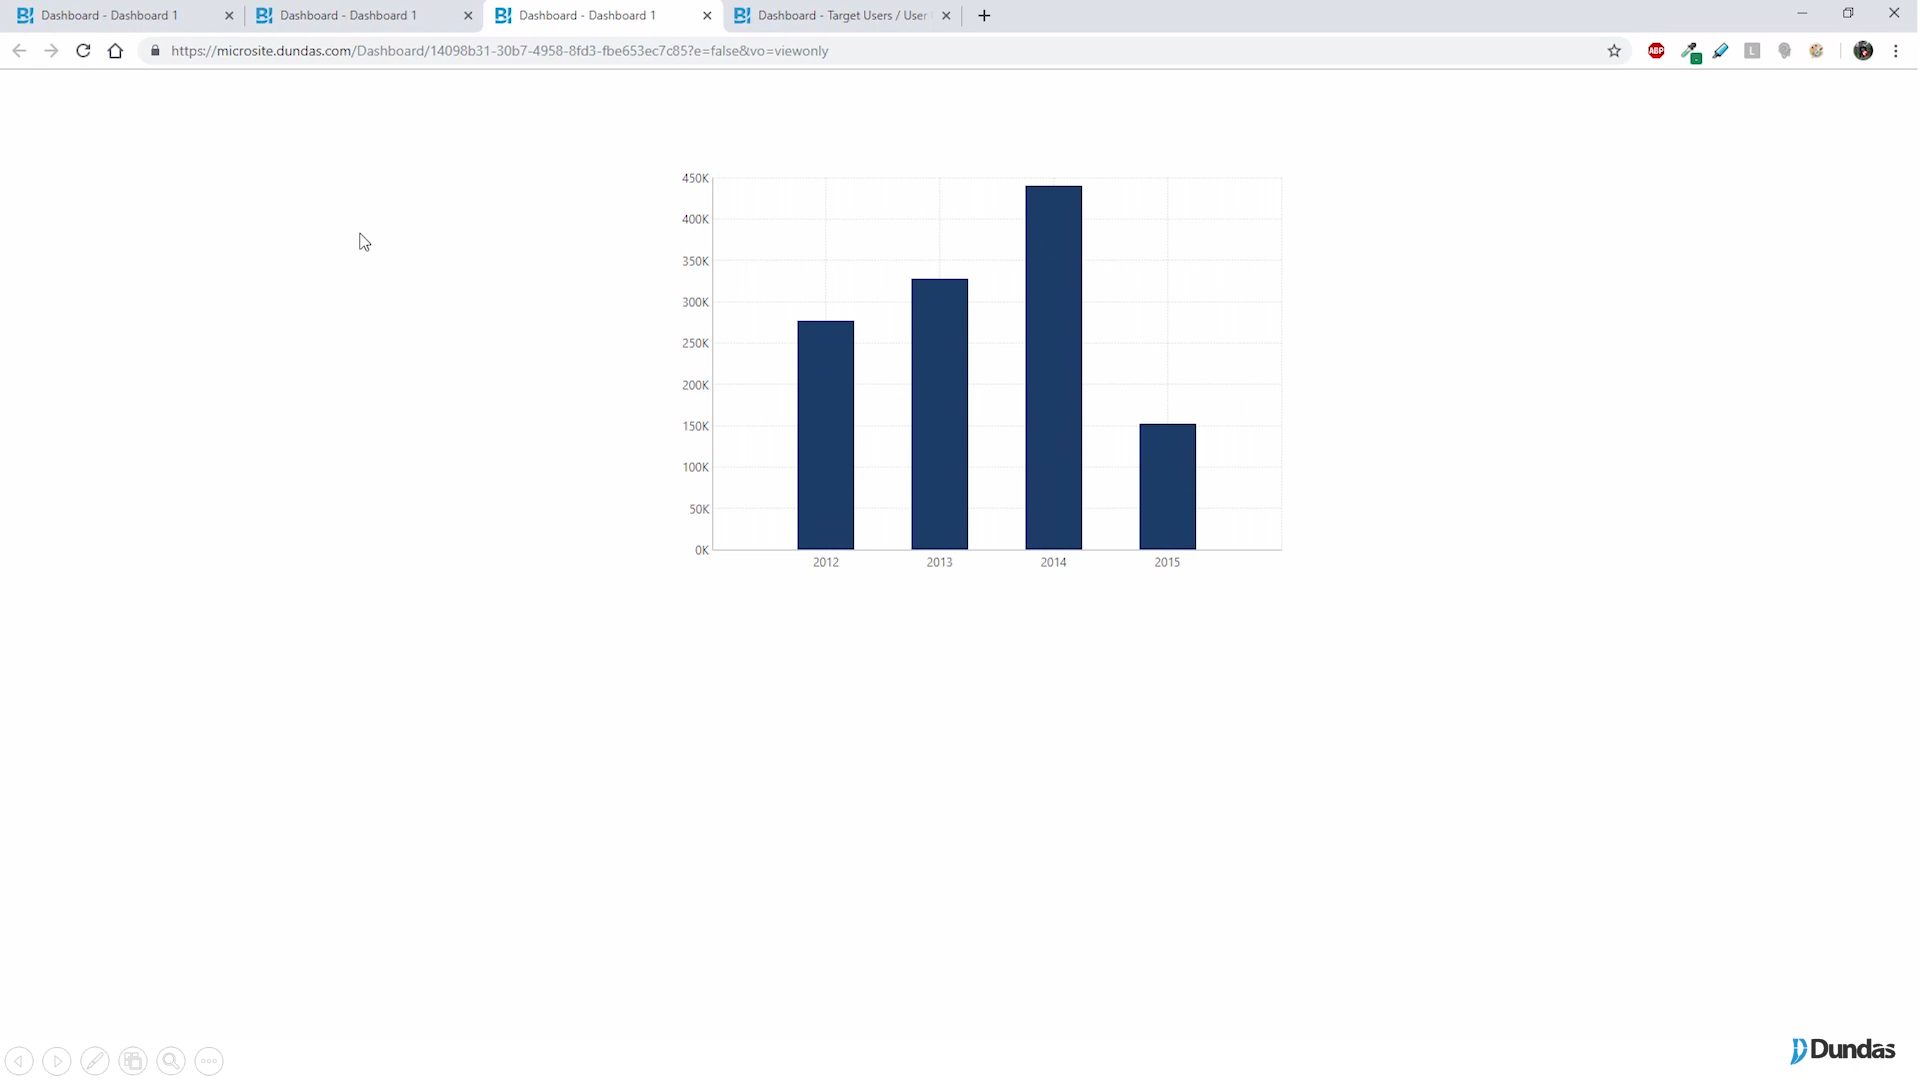 Dashboard - Dashboard 1
Dashboard - Dashboard 1
Dashboard - Dashboard 1
Dashboard - Target Users / User
https://microsite.dundas.com/Dashboard/14098b31-30b7-4958-8fd3-fbe653ec7c85?e=false&vo=viewonly
ABP
L
450K
400K
350K
300K
250K
200K
150K
100K
50K
0K
2012 2013 2014 2015
Dundas